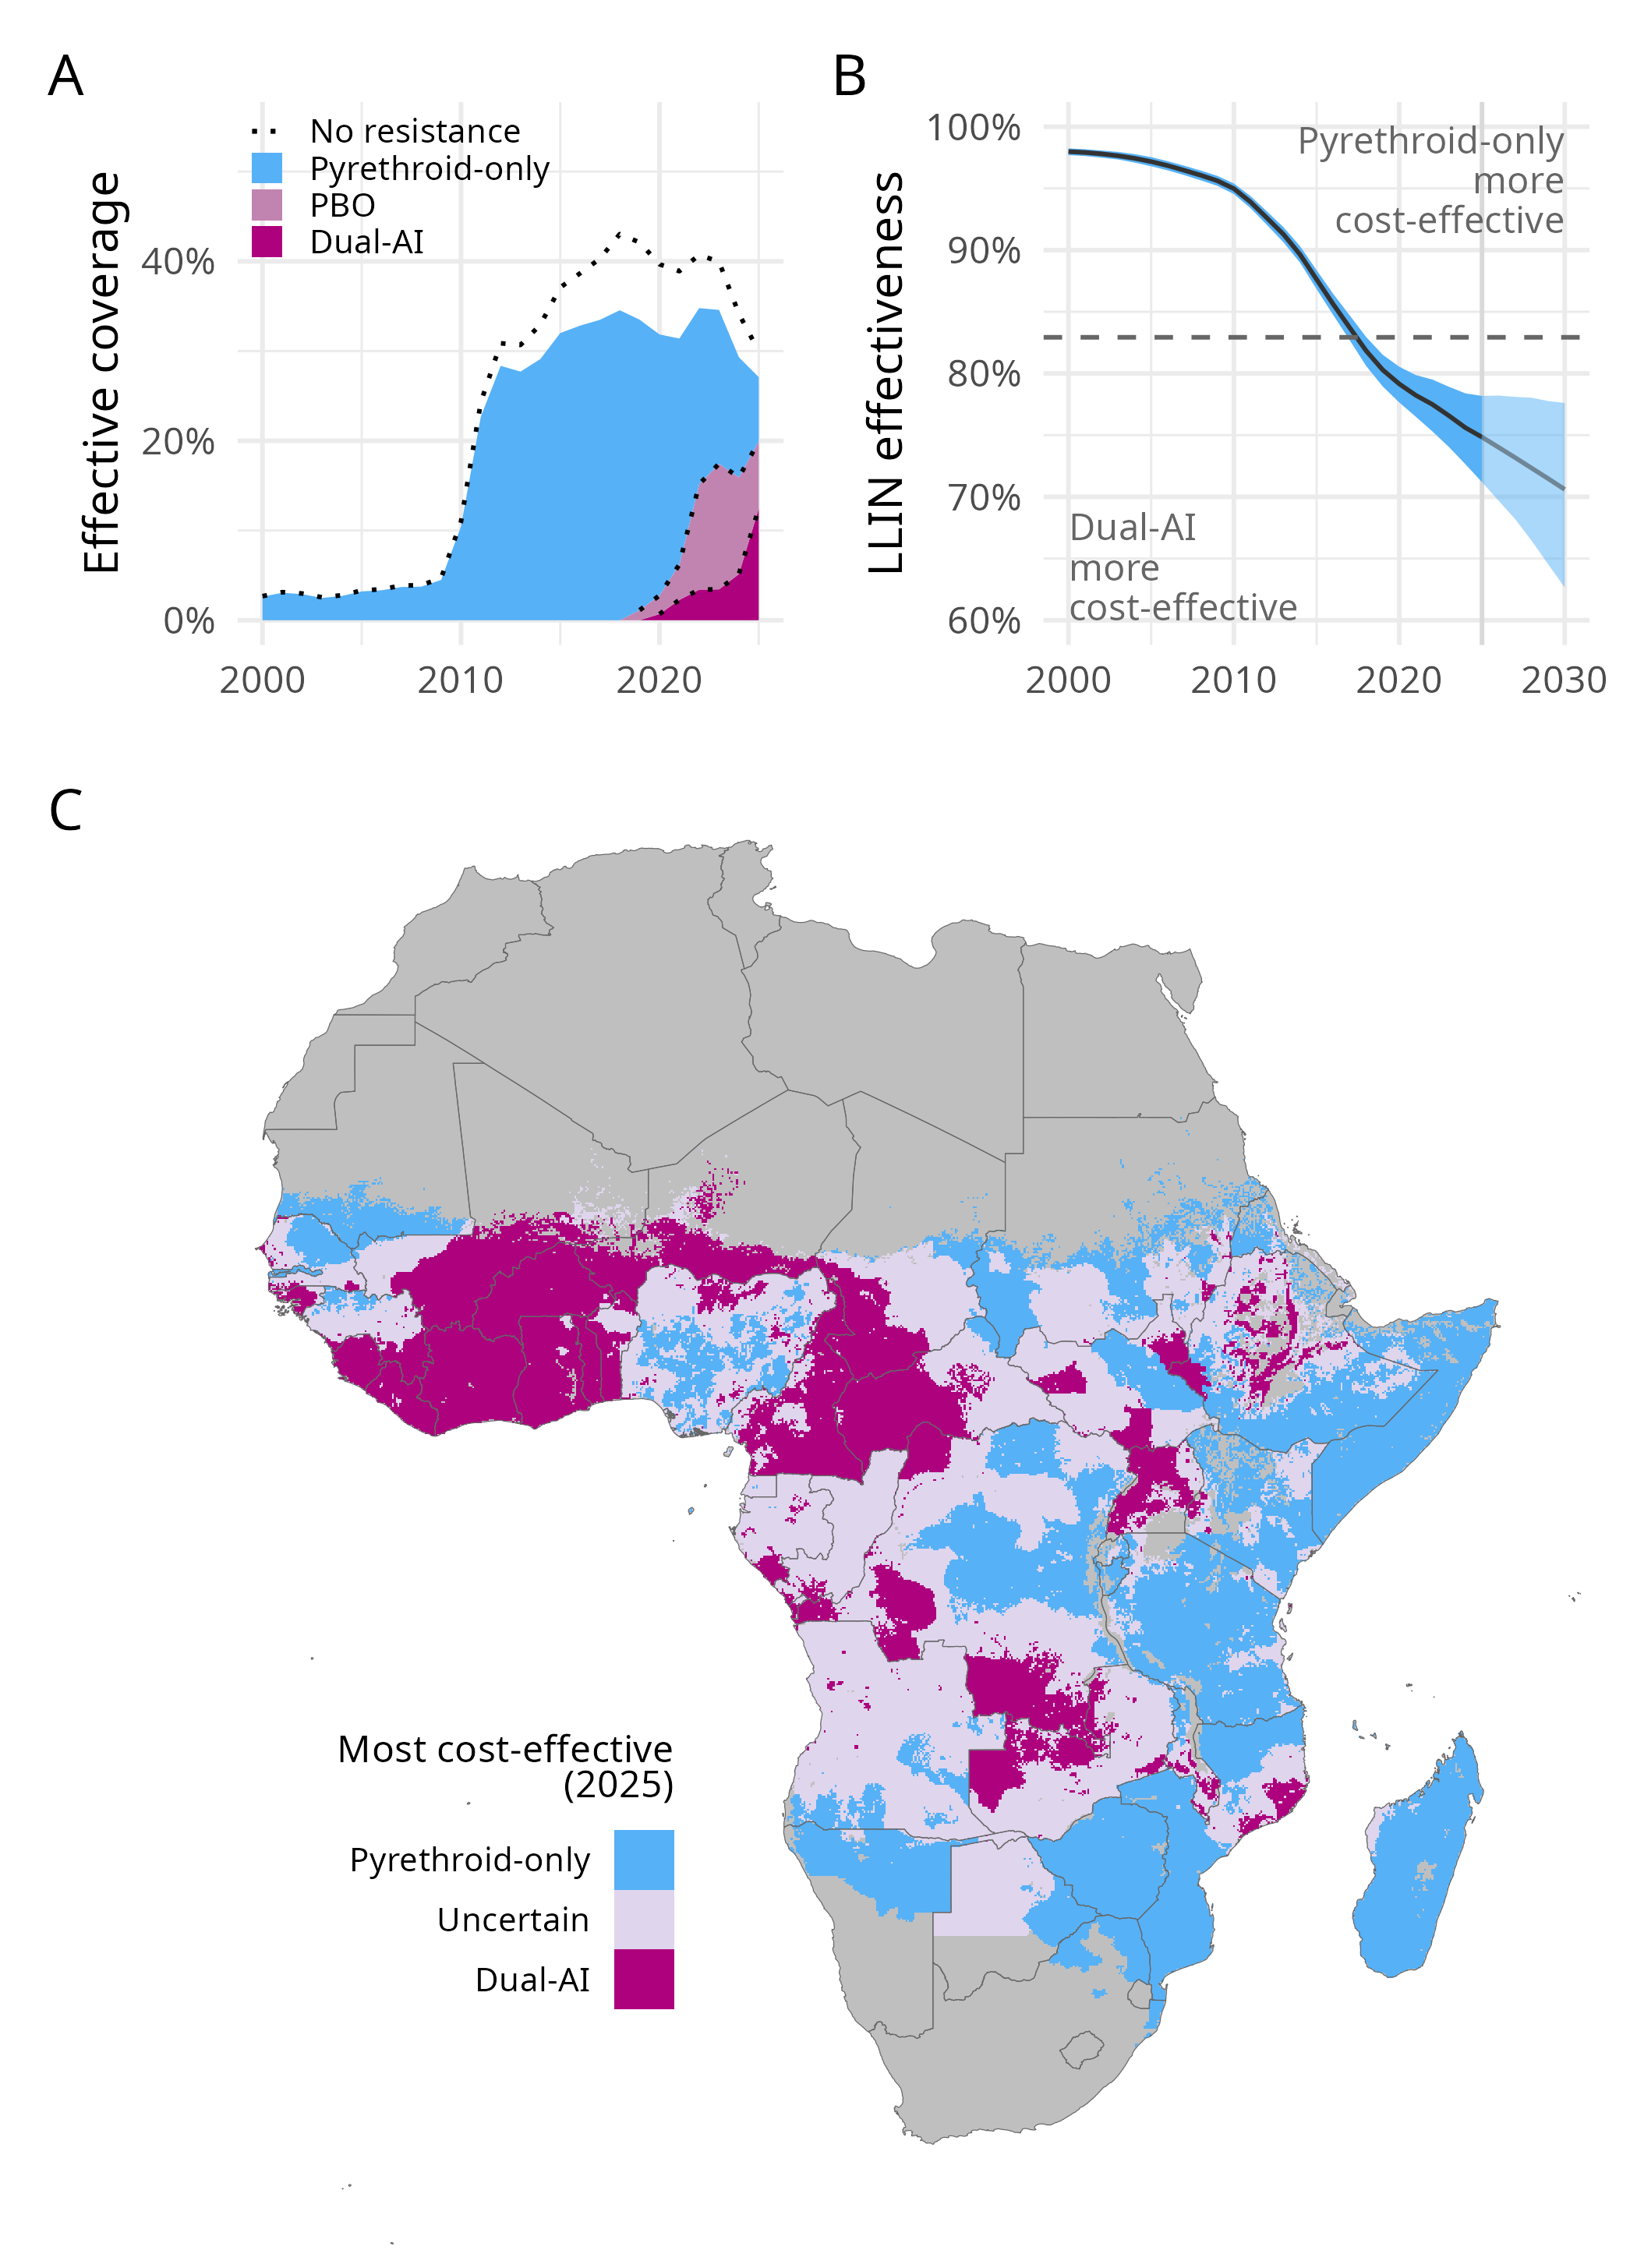 A
No resistance
Pyrethroid-only
PBO
Dual-AI
Effective coverage
40%
20%
0%
2000
2010
2020
B
LLIN effectiveness
100%
90%
80%
70%
60%
Pyrethroid-only
more
cost-effective
Dual-AI
more
cost-effective
2000
2010
2020
2030
C
Most cost-effective
(2025)
Pyrethroid-only
Uncertain
Dual-AI